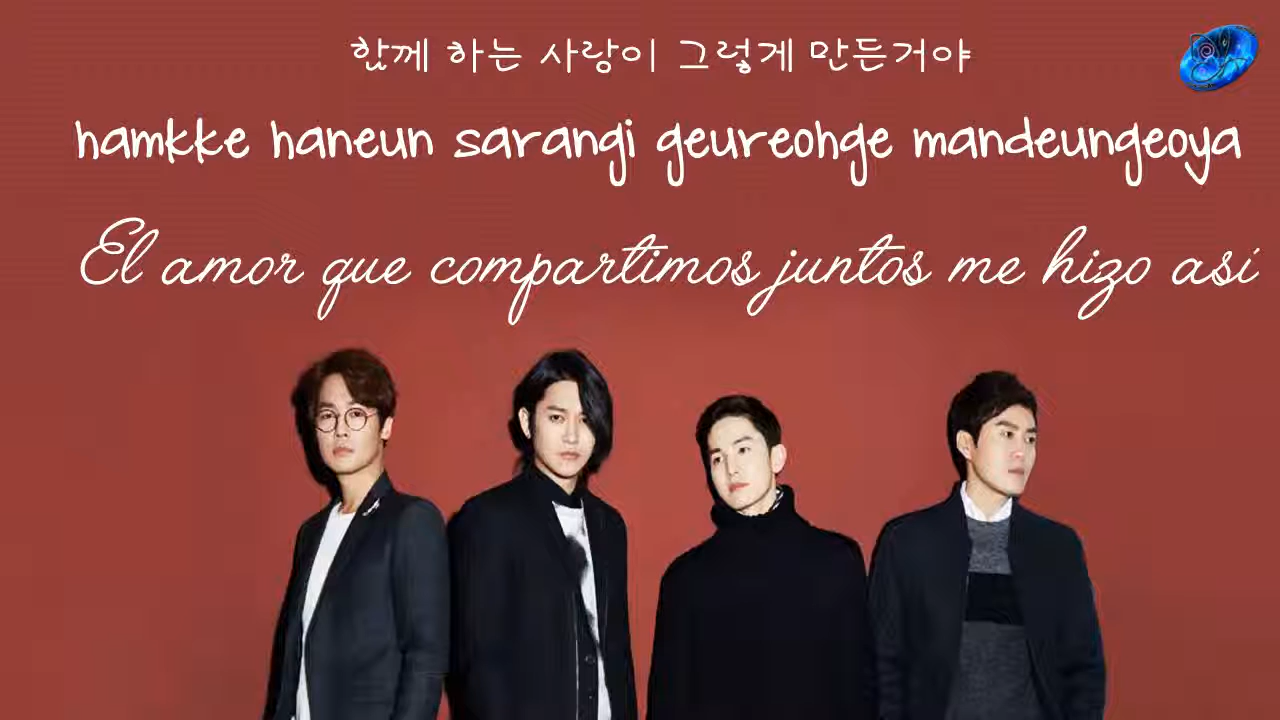 함께 하는 사랑이 그렇게 만든거야
hamkke haneun sarangi geureohge mandeungeoya
El amor que compartimos juntos me hizo así